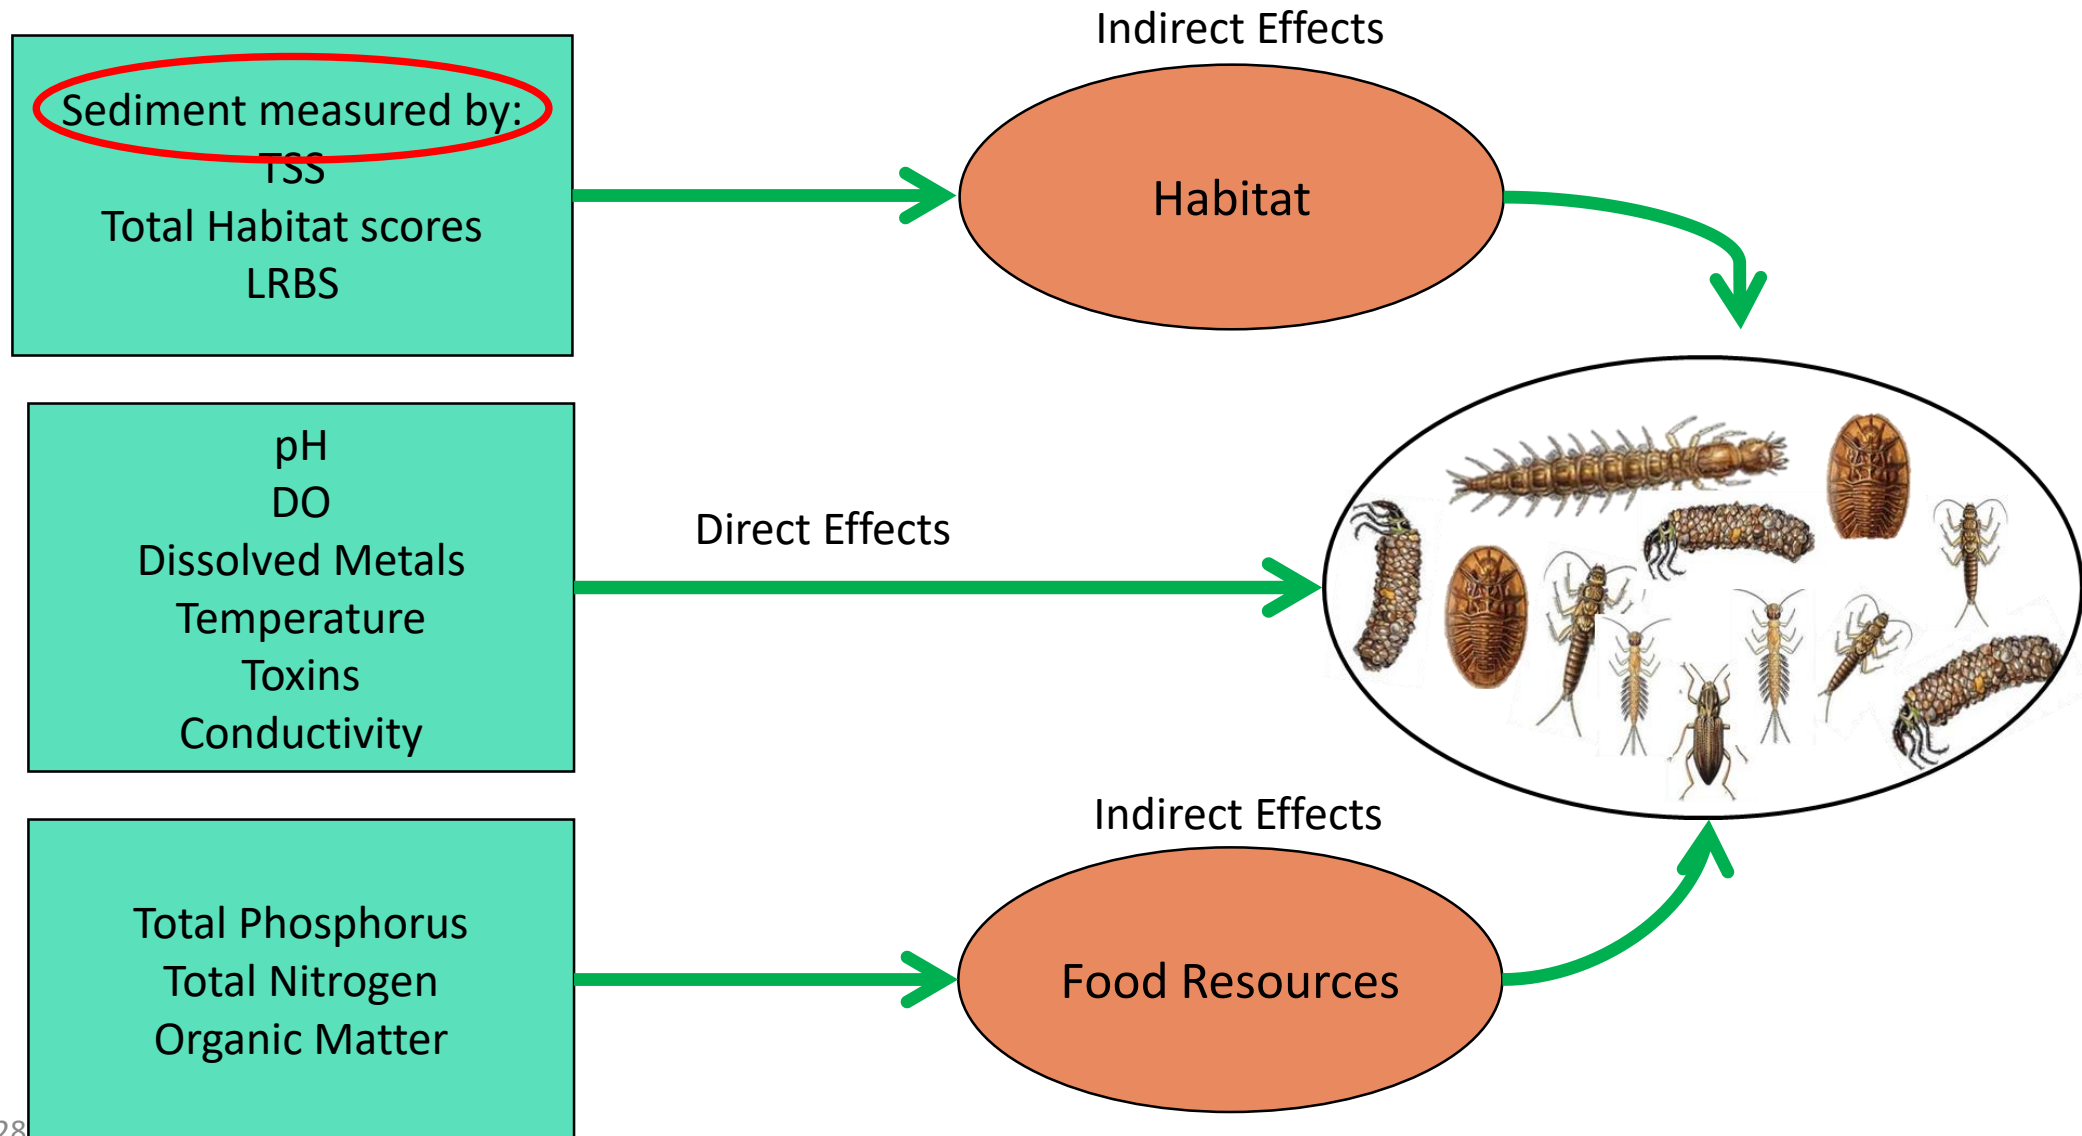 Indirect Effects
Sediment measured by:
TSS
Total Habitat scores
LRBS
Habitat
pH
DO
Dissolved Metals
Temperature
Toxins
Conductivity
Direct Effects
Indirect Effects
Total Phosphorus
Total Nitrogen
Organic Matter
Food Resources
28